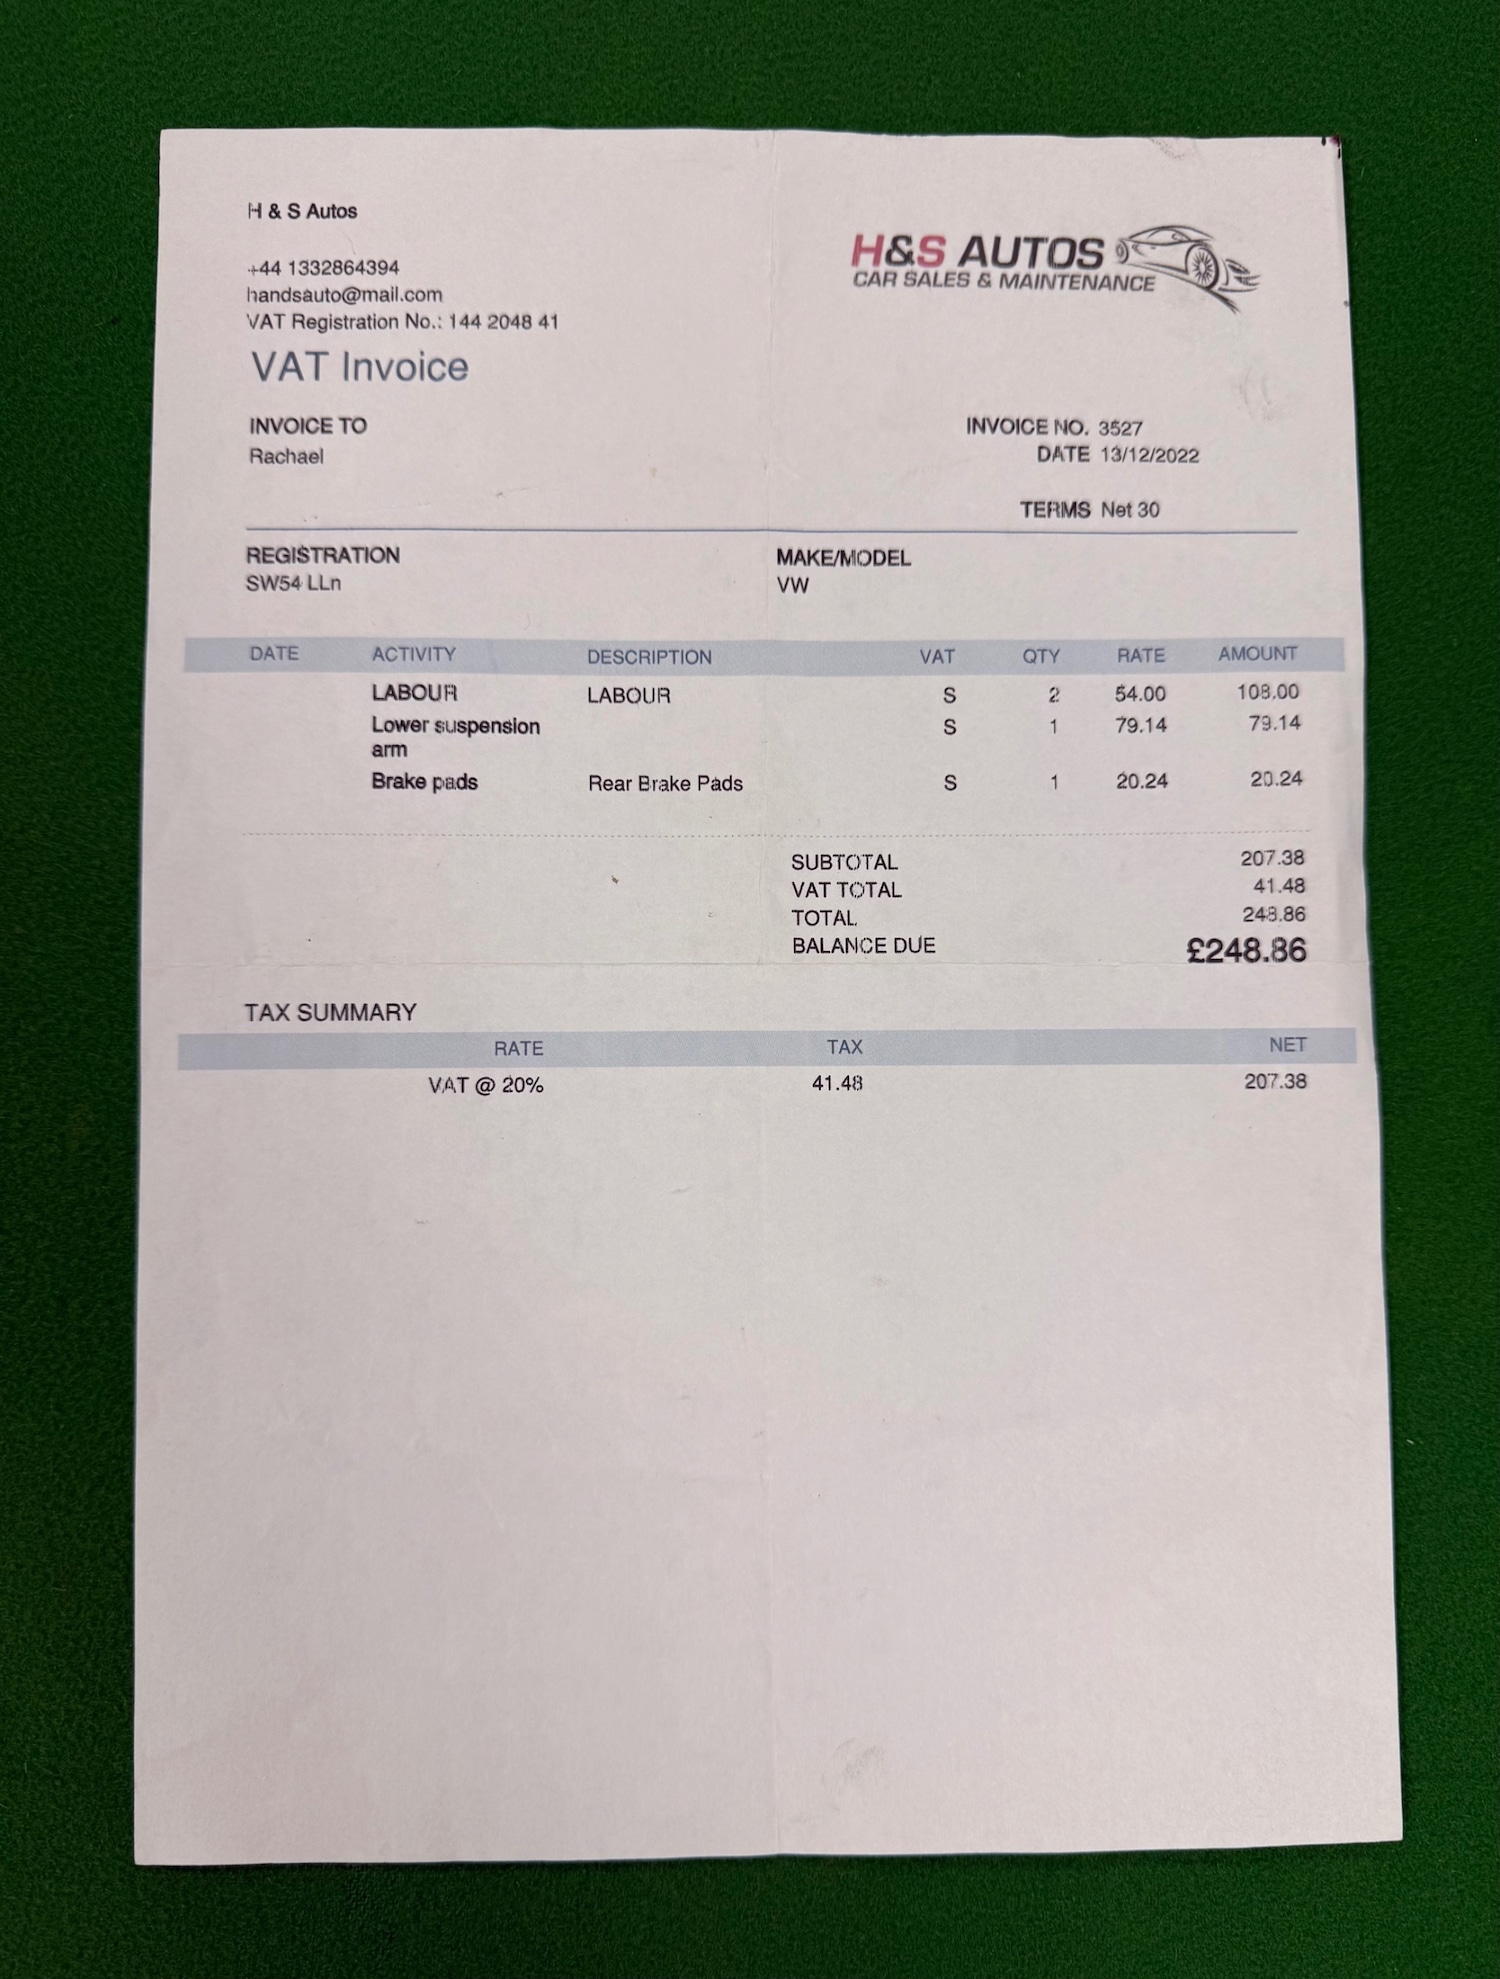 H & S Autos
H&S AUTOS
CAR SALES & MAINTENANCE
+44 1332864394
handsauto@mail.com
VAT Registration No.: 144 2048 41
VAT Invoice
INVOICE TO
Rachael
INVOICE NO. 3527
DATE 13/12/2022
TERMS Net 30
REGISTRATION MAKE/MODEL
SW54 LLn VW
DATE ACTIVITY DESCRIPTION VAT QTY RATE AMOUNT
LABOUR LABOUR S 2 54.00 108.00
Lower suspension S 1 79.14 79.14
arm
Brake pads Rear Brake Pads S 1 20.24 20.24
SUBTOTAL 207.38
VAT TOTAL 41.48
TOTAL 248.86
BALANCE DUE £248.86
TAX SUMMARY
RATE TAX NET
VAT @ 20% 41.48 207.38